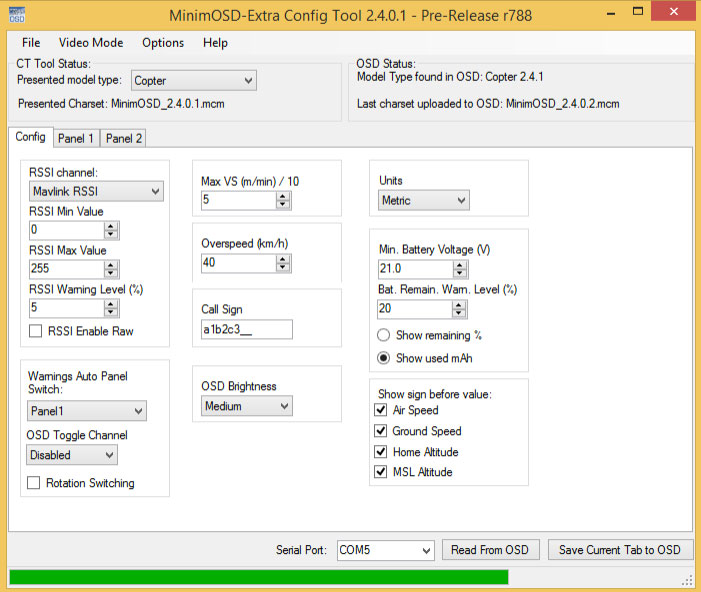 MinimOSD-Extra Config Tool 2.4.0.1 - Pre-Release r788
File Video Mode Options Help
CT Tool Status:
Presented model type: Copter
Presented Charset: MinimOSD_2.4.0.1.mcm
OSD Status:
Model Type found in OSD: Copter 2.4.1
Last charset uploaded to OSD: MinimOSD_2.4.0.2.mcm
Config Panel 1 Panel 2
RSSI channel:
Mavlink RSSI
RSSI Min Value
0
RSSI Max Value
255
RSSI Warning Level (%)
5
RSSI Enable Raw
Warnings Auto Panel
Switch:
Panel1
OSD Toggle Channel
Disabled
Rotation Switching
Max VS (m/min) / 10
5
Overspeed (km/h)
40
Call Sign
a1b2c3__
OSD Brightness
Medium
Units
Metric
Min. Battery Voltage (V)
21.0
Bat. Remain. Warn. Level (%)
20
Show remaining %
Show used mAh
Show sign before value:
Air Speed
Ground Speed
Home Altitude
MSL Altitude
Serial Port: COM5 Read From OSD Save Current Tab to OSD